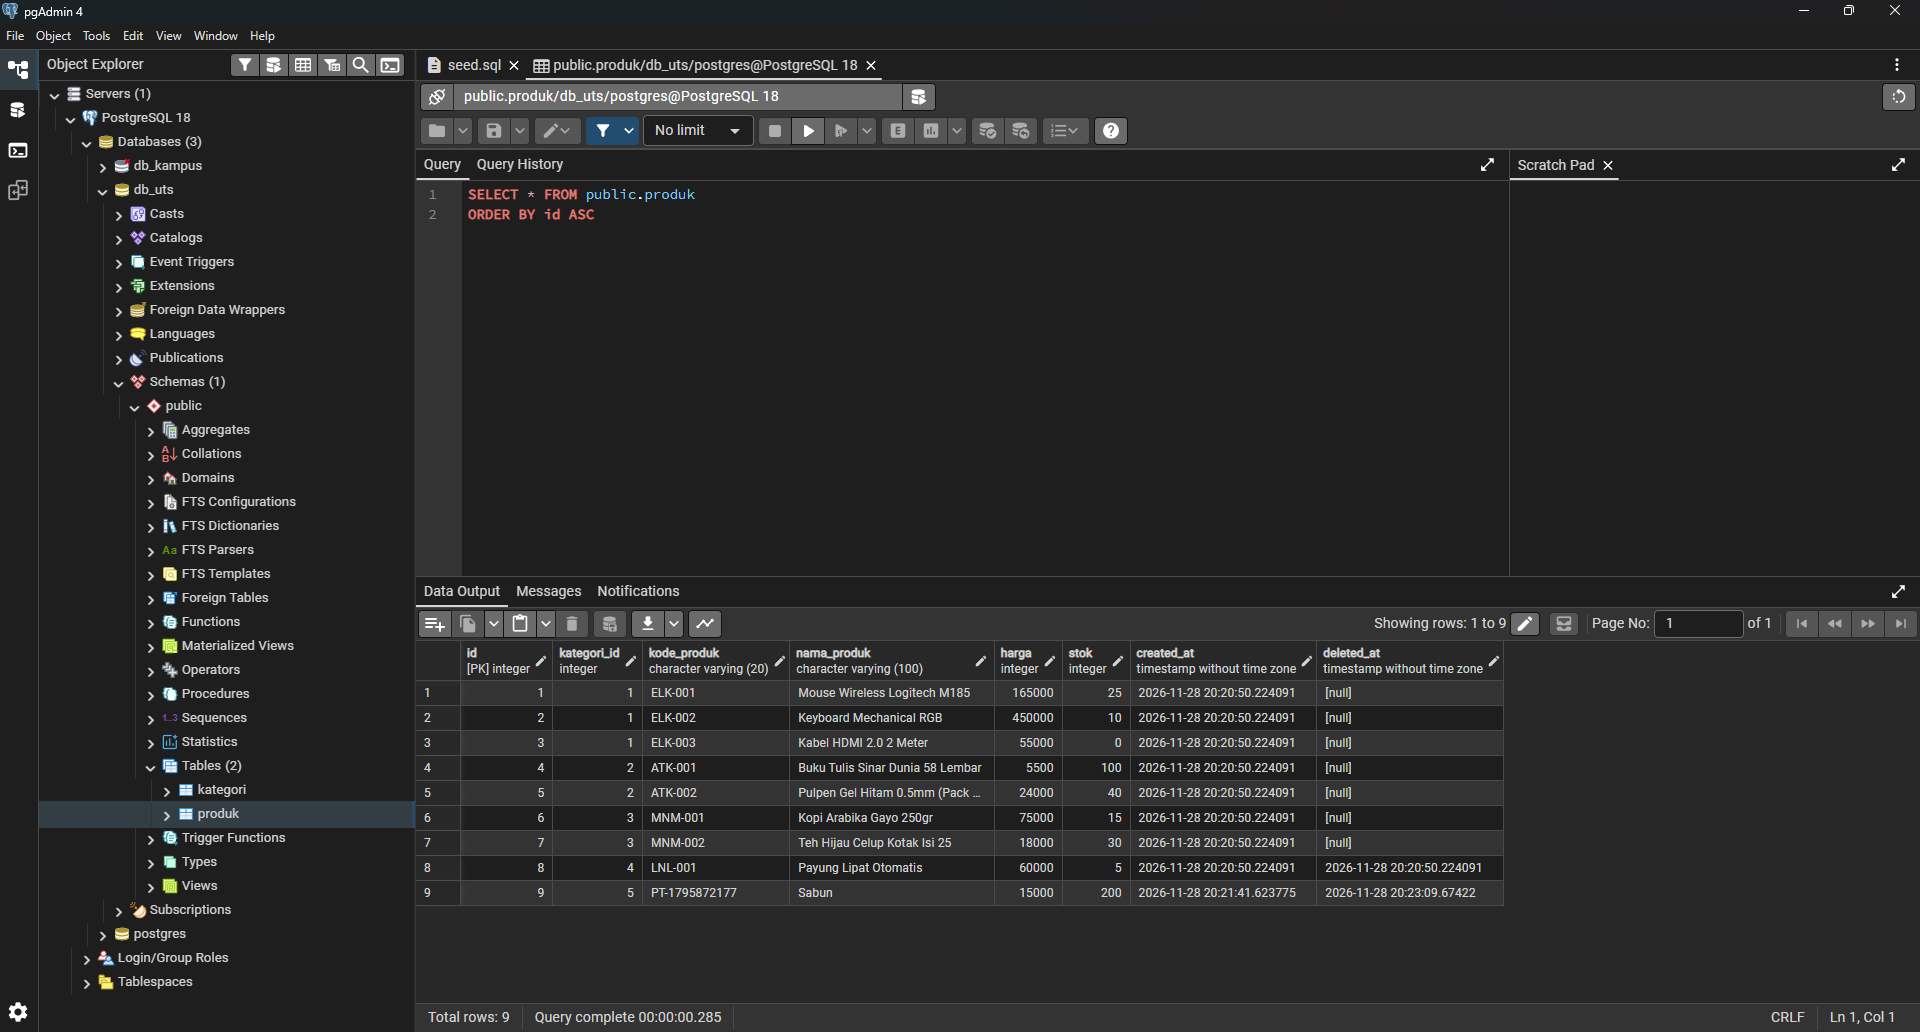 pgAdmin 4
File Object Tools Edit View Window Help
Object Explorer
Servers (1)
PostgreSQL 18
Databases (3)
db_kampus
db_uts
Casts
Catalogs
Event Triggers
Extensions
Foreign Data Wrappers
Languages
Publications
Schemas (1)
public
Aggregates
Collations
Domains
FTS Configurations
FTS Dictionaries
Aa FTS Parsers
FTS Templates
Foreign Tables
Functions
Materialized Views
Operators
Procedures
1..3 Sequences
Statistics
Tables (2)
kategori
produk
Trigger Functions
Types
Views
Subscriptions
postgres
Login/Group Roles
Tablespaces
seed.sql public.produk/db_uts/postgres@PostgreSQL 18
public.produk/db_uts/postgres@PostgreSQL 18
No limit E
Query Query History
Scratch Pad
1 SELECT * FROM public.produk
2 ORDER BY id ASC
Data Output Messages Notifications
Showing rows: 1 to 9 Page No: 1 of 1
id kategori_id kode_produk nama_produk harga stok created_at deleted_at
[PK] integer integer character varying (20) character varying (100) integer integer timestamp without time zone timestamp without time zone
1 1 1 ELK-001 Mouse Wireless Logitech M185 165000 25 2026-11-28 20:20:50.224091 [null]
2 2 1 ELK-002 Keyboard Mechanical RGB 450000 10 2026-11-28 20:20:50.224091 [null]
3 3 1 ELK-003 Kabel HDMI 2.0 2 Meter 55000 0 2026-11-28 20:20:50.224091 [null]
4 4 2 ATK-001 Buku Tulis Sinar Dunia 58 Lembar 5500 100 2026-11-28 20:20:50.224091 [null]
5 5 2 ATK-002 Pulpen Gel Hitam 0.5mm (Pack ... 24000 40 2026-11-28 20:20:50.224091 [null]
6 6 3 MNM-001 Kopi Arabika Gayo 250gr 75000 15 2026-11-28 20:20:50.224091 [null]
7 7 3 MNM-002 Teh Hijau Celup Kotak Isi 25 18000 30 2026-11-28 20:20:50.224091 [null]
8 8 4 LNL-001 Payung Lipat Otomatis 60000 5 2026-11-28 20:20:50.224091 2026-11-28 20:20:50.224091
9 9 5 PT-1795872177 Sabun 15000 200 2026-11-28 20:21:41.623775 2026-11-28 20:23:09.67422
Total rows: 9 Query complete 00:00:00.285 CRLF Ln 1, Col 1